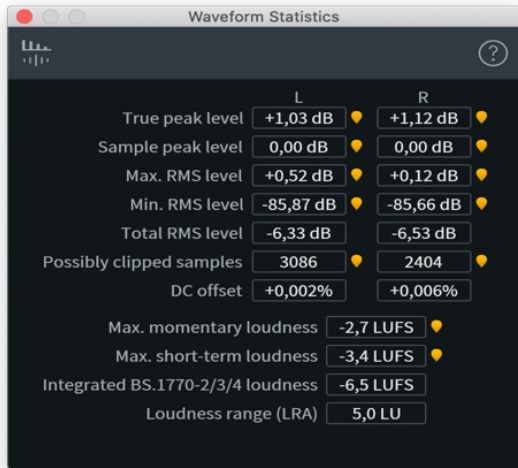 Waveform Statistics
?
L R
True peak level +1,03 dB +1,12 dB
Sample peak level 0,00 dB 0,00 dB
Max. RMS level +0,52 dB +0,12 dB
Min. RMS level -85,87 dB -85,66 dB
Total RMS level -6,33 dB -6,53 dB
Possibly clipped samples 3086 2404
DC offset +0,002% +0,006%
Max. momentary loudness -2,7 LUFS
Max. short-term loudness -3,4 LUFS
Integrated BS.1770-2/3/4 loudness -6,5 LUFS
Loudness range (LRA) 5,0 LU